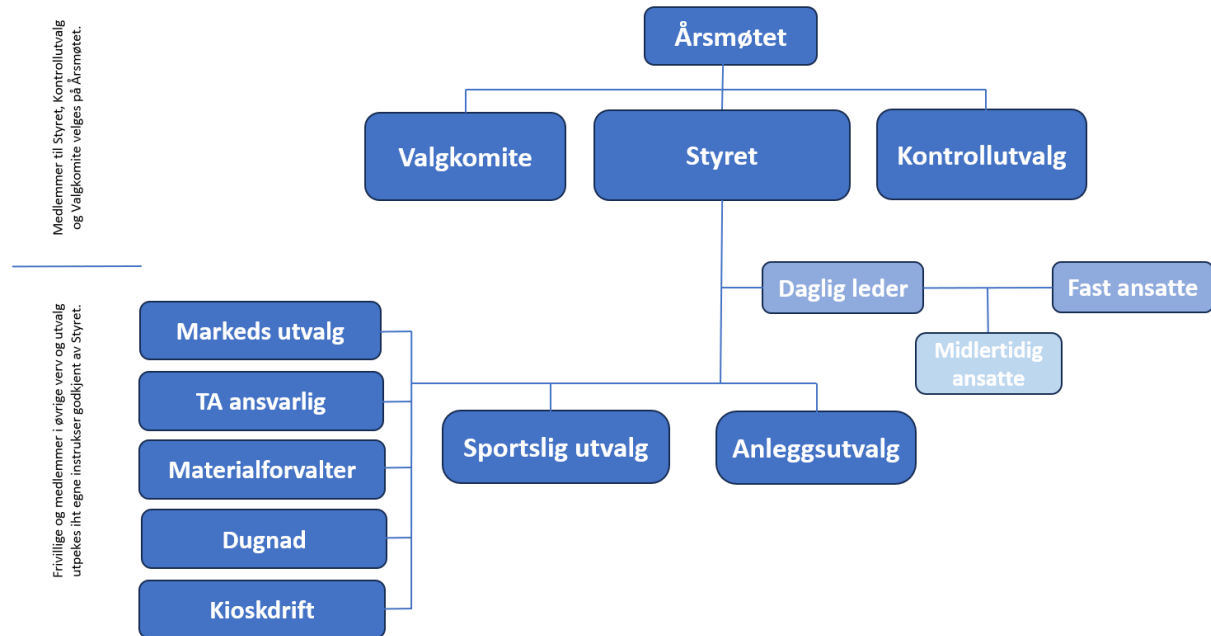 Årsmøtet
Medlemmer til Styret, Kontrollutvalg
og Valgkomite velges på Årsmøtet.
Valgkomite
Styret
Kontrollutvalg
Daglig leder
Fast ansatte
Midlertidig
ansatte
Frivillige og medlemmer i øvrige verv og utvalg
utpekes iht egne instrukser godkjent av Styret.
Markeds utvalg
TA ansvarlig
Materialforvalter
Dugnad
Kioskdrift
Sportslig utvalg
Anleggsutvalg